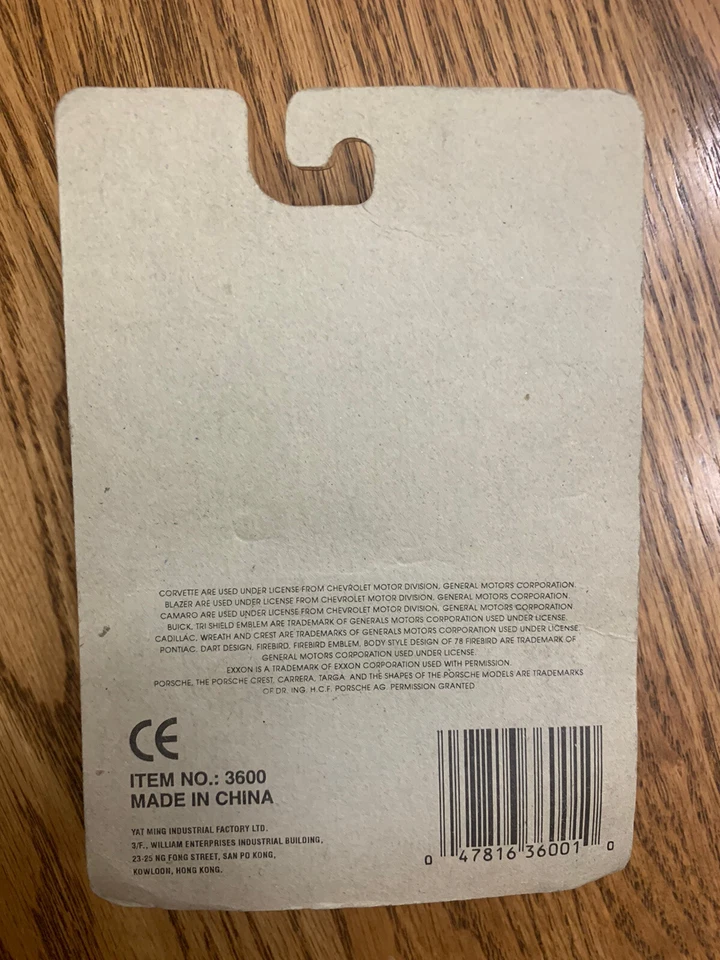 CORVETTE ARE USED UNDER LICENSE FROM CHEVROLET MOTOR DIVISION, GENERAL MOTORS CORPORATION.
BLAZER ARE USED UNDER LICENSE FROM CHEVROLET MOTOR DIVISION, GENERAL MOTORS CORPORATION.
CAMARO ARE USED UNDER LICENSE FROM CHEVROLET MOTOR DIVISION, GENERAL MOTORS CORPORATION
BUICK, TRI SHIELD EMBLEM ARE TRADEMARK OF GENERALS MOTORS CORPORATION USED UNDER LICENSE.
CADILLAC, WREATH AND CREST ARE TRADEMARKS OF GENERALS MOTORS CORPORATION USED UNDER LICENSE.
PONTIAC, DART DESIGN, FIREBIRD, FIREBIRD EMBLEM, BODY STYLE DESIGN OF 78 FIREBIRD ARE TRADEMARK OF
GENERAL MOTORS CORPORATION USED UNDER LICENSE.
EXXON IS A TRADEMARK OF EXXON CORPORATION USED WITH PERMISSION.
PORSCHE, THE PORSCHE CREST, CARRERA, TARGA AND THE SHAPES OF THE PORSCHE MODELS ARE TRADEMARKS
OF DR. ING. H.C.F. PORSCHE AG. PERMISSION GRANTED
CE
ITEM NO.: 3600
MADE IN CHINA
YAT MING INDUSTRIAL FACTORY LTD.
3/F., WILLIAM ENTERPRISES INDUSTRIAL BUILDING,
23-25 NG FONG STREET, SAN PO KONG,
KOWLOON, HONG KONG.
0 47816 36001 0